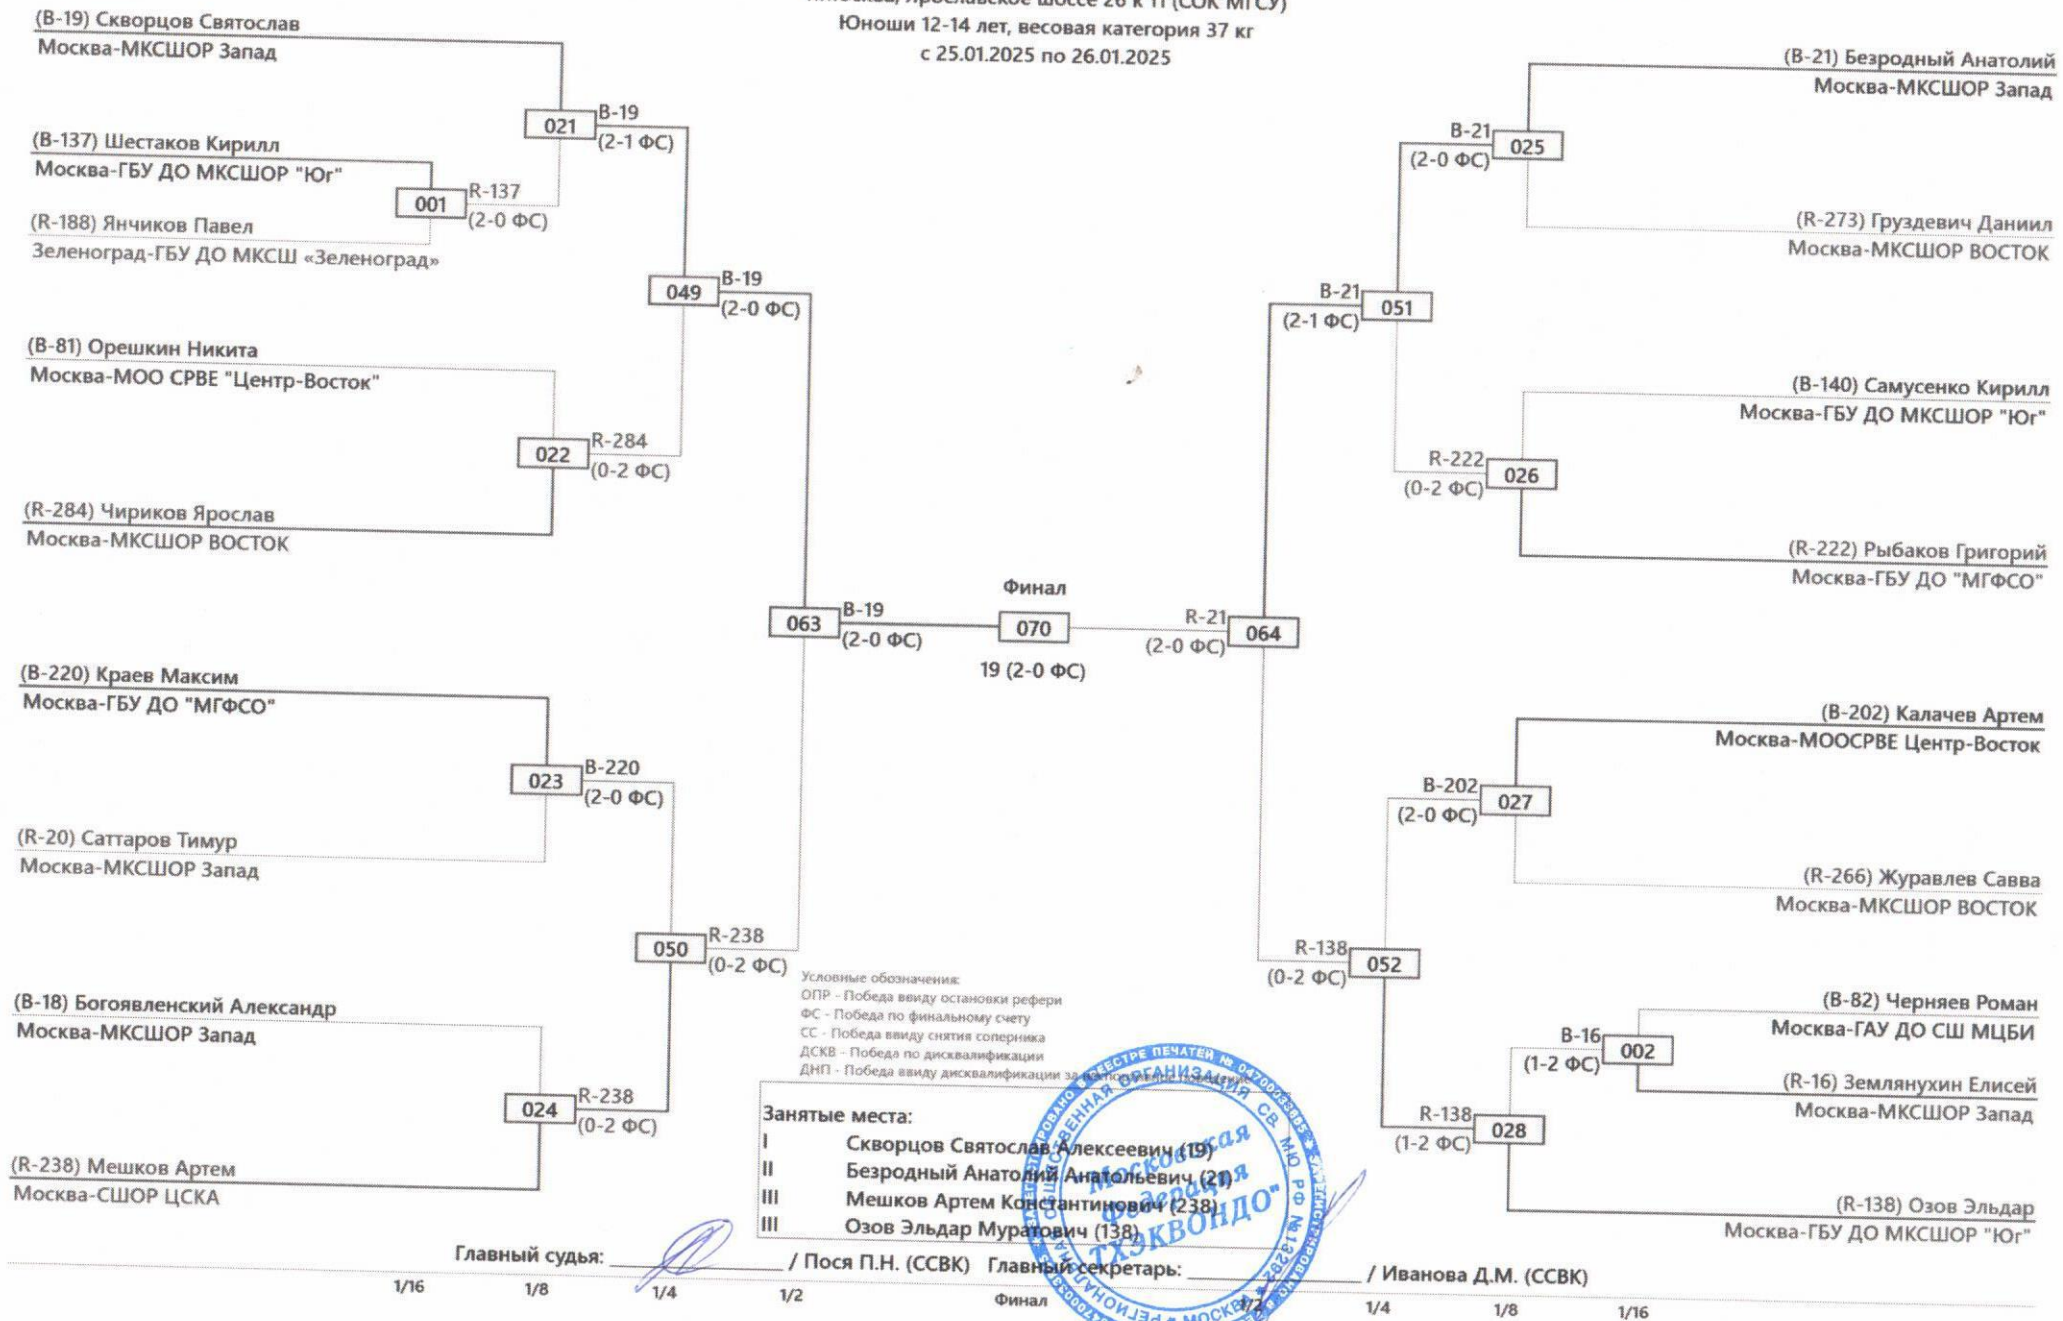 Юноши 12-14 лет, весовая категория 37 кг
с 25.01.2025 по 26.01.2025
(B-19) Скворцов Святослав
Москва-МКСШОР Запад
021
B-19
(2-1 ФС)
(B-137) Шестаков Кирилл
Москва-ГБУ ДО МКСШОР "Юг"
001
R-137
(2-0 ФС)
(R-188) Янчиков Павел
Зеленоград-ГБУ ДО МКСШ «Зеленоград»
049
B-19
(2-0 ФС)
(B-81) Орешкин Никита
Москва-МОО СРВЕ "Центр-Восток"
022
R-284
(0-2 ФС)
(R-284) Чириков Ярослав
Москва-МКСШОР ВОСТОК
063
B-19
(2-0 ФС)
(B-220) Краев Максим
Москва-ГБУ ДО "МГФСО"
023
B-220
(2-0 ФС)
(R-20) Саттаров Тимур
Москва-МКСШОР Запад
050
R-238
(0-2 ФС)
(B-18) Богоявленский Александр
Москва-МКСШОР Запад
024
R-238
(0-2 ФС)
(R-238) Мешков Артем
Москва-СШОР ЦСКА
Финал
070
19 (2-0 ФС)
(B-21) Безродный Анатолий
Москва-МКСШОР Запад
B-21
(2-0 ФС)
025
(R-273) Груздевич Даниил
Москва-МКСШОР ВОСТОК
B-21
(2-1 ФС)
051
(B-140) Самусенко Кирилл
Москва-ГБУ ДО МКСШОР "Юг"
R-222
(0-2 ФС)
026
(R-222) Рыбаков Григорий
Москва-ГБУ ДО "МГФСО"
R-21
(2-0 ФС)
064
(B-202) Калачев Артем
Москва-МООСРВЕ Центр-Восток
B-202
(2-0 ФС)
027
(R-266) Журавлев Савва
Москва-МКСШОР ВОСТОК
R-138
(0-2 ФС)
052
(B-82) Черняев Роман
Москва-ГАУ ДО СШ МЦБИ
B-16
(1-2 ФС)
002
(R-16) Землянухин Елисей
Москва-МКСШОР Запад
R-138
(1-2 ФС)
028
(R-138) Озов Эльдар
Москва-ГБУ ДО МКСШОР "Юг"
Условные обозначения:
ОПР - Победа ввиду остановки рефери
ФС - Победа по финальному счету
СС - Победа ввиду снятия соперника
ДСКВ - Победа по дисквалификации
ДНП - Победа ввиду дисквалификации за
Занятые места:
I Скворцов Святослав Алексеевич (19)
II Безродный Анатолий Анатольевич (21)
III Мешков Артем Константинович (238)
III Озов Эльдар Муратович (138)
"Московская
федерация
ТХЭКВОНДО"
Главный судья: / Пося П.Н. (ССВК) Главный секретарь: / Иванова Д.М. (ССВК)
1/16 1/8 1/4 1/2 Финал 1/2 1/4 1/8 1/16